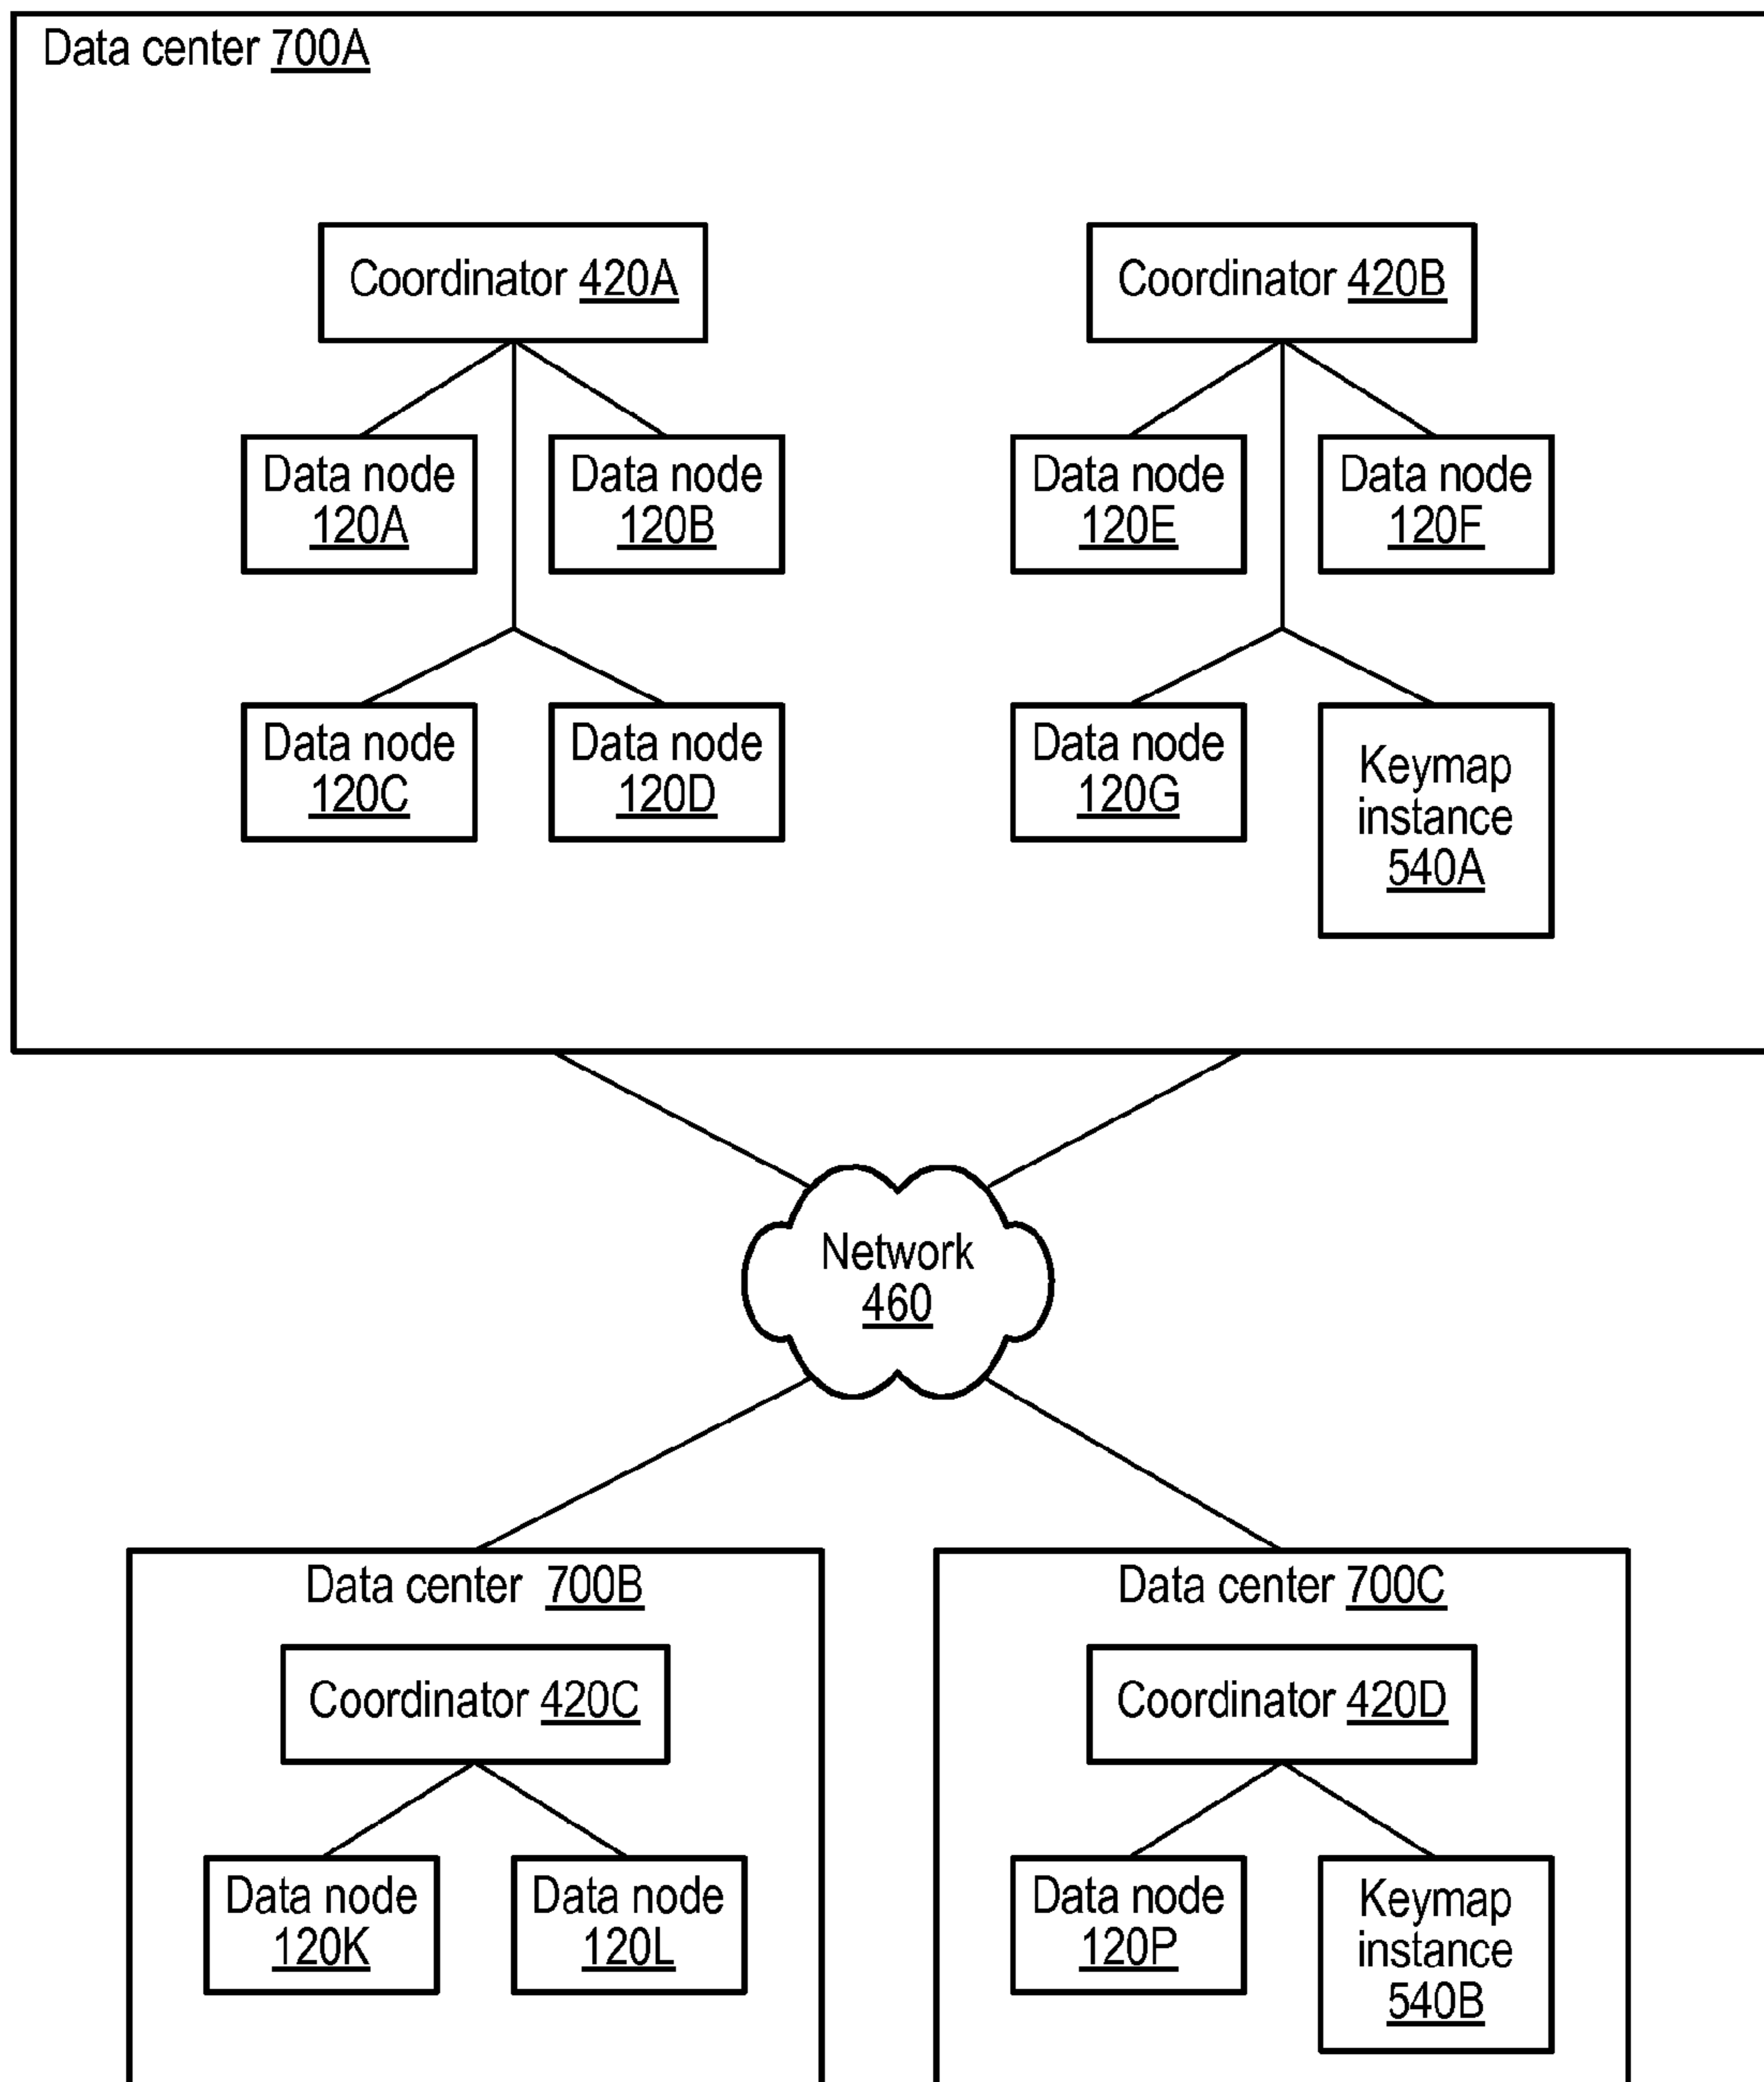 Data center 700A
Coordinator 420A
Coordinator 420B
Data node
120A
Data node
120B
Data node
120E
Data node
120F
Data node
120C
Data node
120D
Data node
120G
Keymap
instance
540A
Network
460
Data center 700B
Data center 700C
Coordinator 420C
Coordinator 420D
Data node
120K
Data node
120L
Data node
120P
Keymap
instance
540B